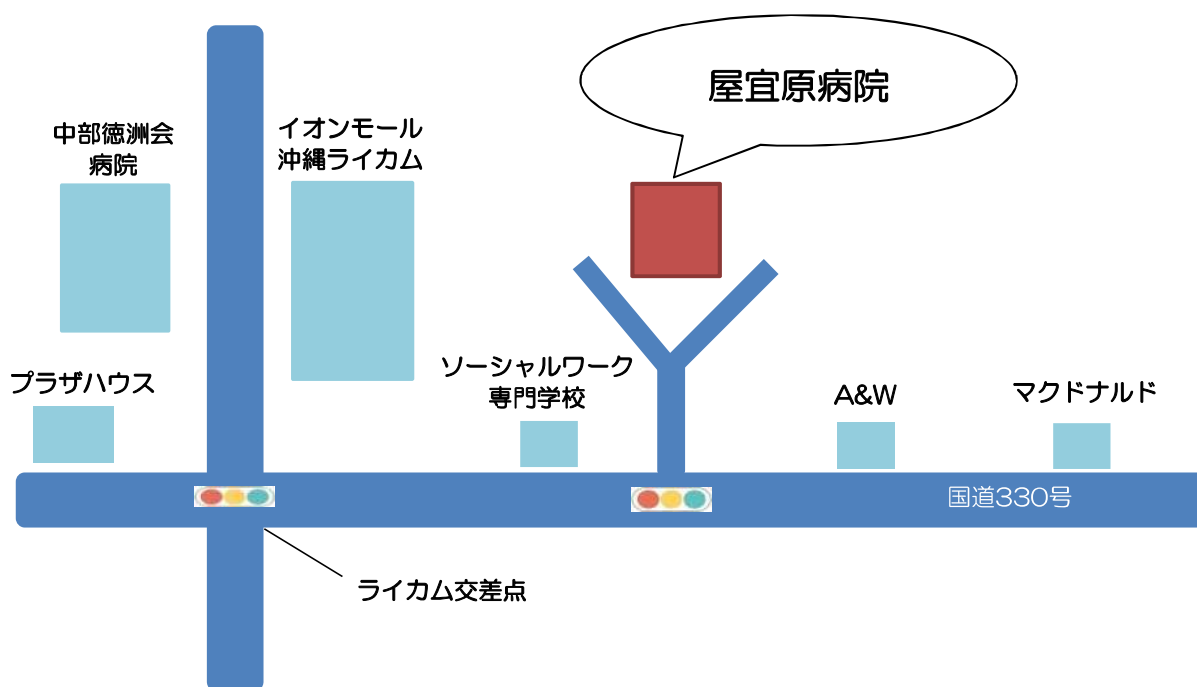 屋宜原病院
中部徳洲会
病院
イオンモール
沖縄ライカム
プラザハウス
ソーシャルワーク
専門学校
A&W
マクドナルド
国道330号
ライカム交差点